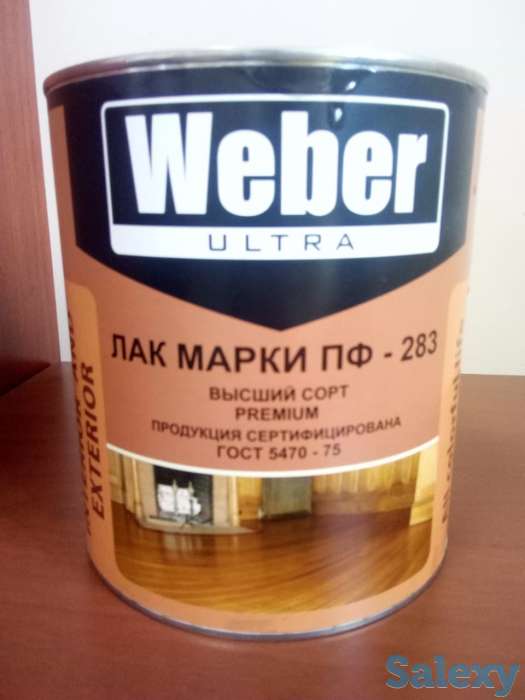 Weber
ULTRA
ЛАК МАРКИ ПФ - 283
ВЫСШИЙ СОРТ
PREMIUM
ПРОДУКЦИЯ СЕРТИФИЦИРОВАНА
ГОСТ 5470 - 75
EXTERIOR
Salexy